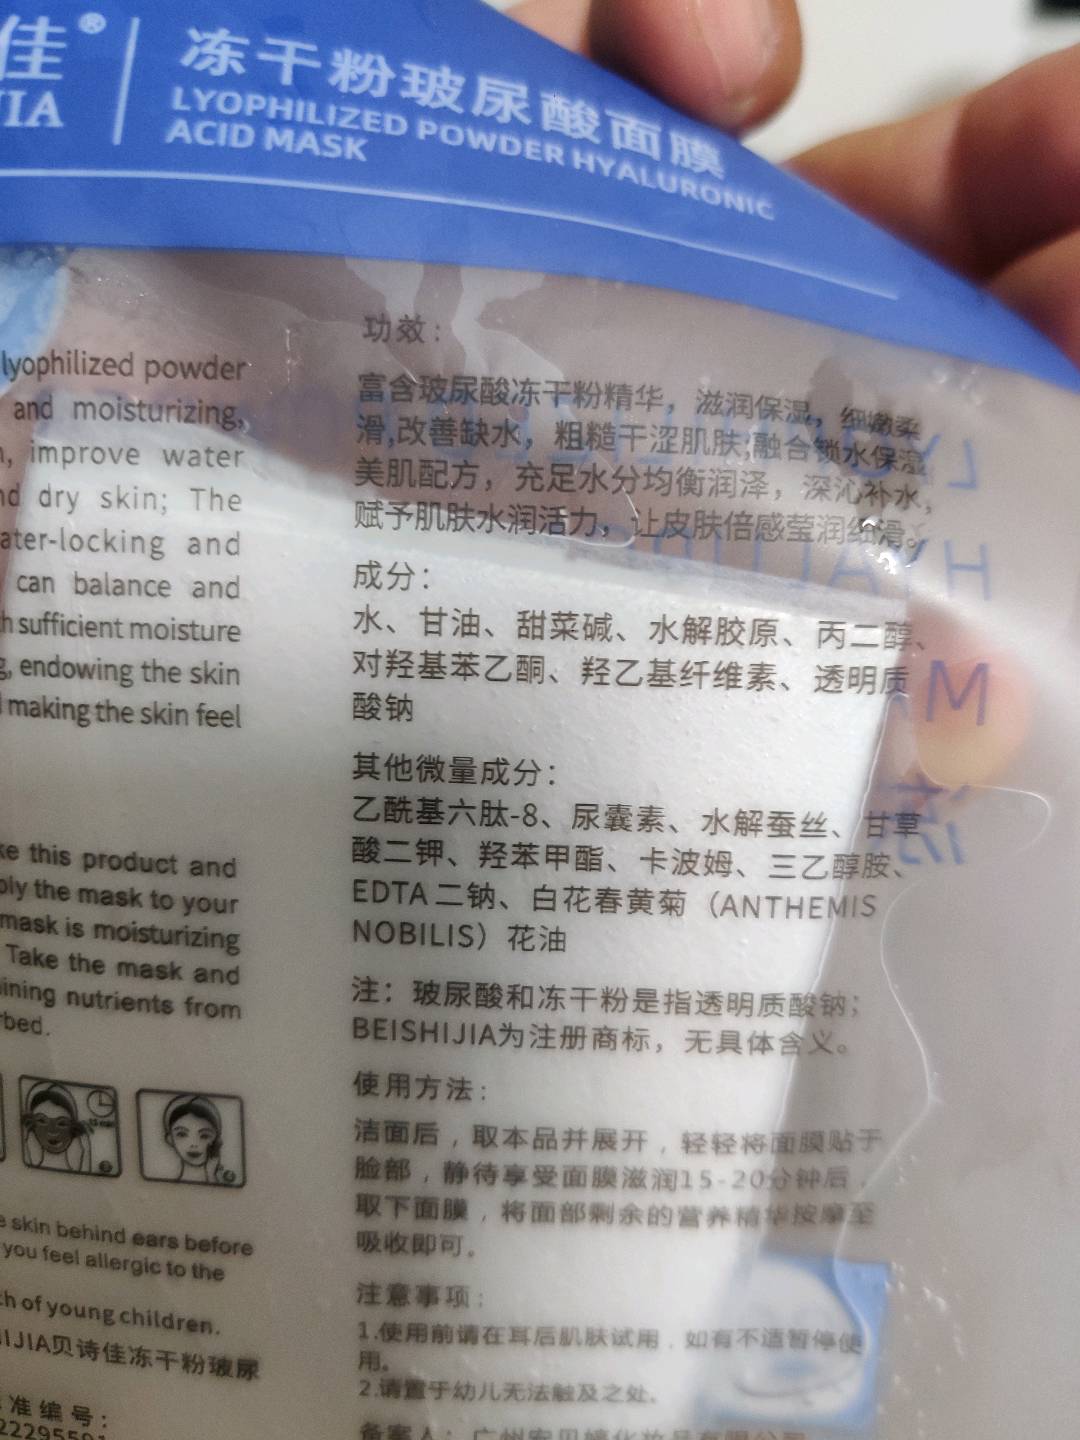 佳®
JIA
冻干粉玻尿酸面膜
LYOPHILIZED POWDER HYALURONIC
ACID MASK
lyophilized powder
and moisturizing,
improve water
dry skin; The
ater-locking and
can balance and
sufficient moisture
endowing the skin
making the skin feel
this product and
the mask to your
mask is moisturizing
Take the mask and
nutrients from
skin behind ears before
you feel allergic to the
of young children.
IJIA贝诗佳冻干粉玻尿
准编号:
功效:
富含玻尿酸冻干粉精华，滋润保湿，细嫩柔
滑,改善缺水，粗糙干涩肌肤;融合锁水保湿
美肌配方，充足水分均衡润泽，深沁补水，
赋予肌肤水润活力，让皮肤倍感莹润细滑。
成分:
水、甘油、甜菜碱、水解胶原、丙二醇、
对羟基苯乙酮、羟乙基纤维素、透明质
酸钠
其他微量成分:
乙酰基六肽-8、尿囊素、水解蚕丝、甘草
酸二钾、羟苯甲酯、卡波姆、三乙醇胺、
EDTA 二钠、白花春黄菊（ANTHEMIS
NOBILIS）花油
注：玻尿酸和冻干粉是指透明质酸钠；
BEISHIJIA为注册商标，无具体含义。
使用方法:
洁面后，取本品并展开，轻轻将面膜贴于
脸部，静待享受面膜滋润15-20分钟后，
取下面膜，将面部剩余的营养精华按摩至
吸收即可。
注意事项:
1.使用前请在耳后肌肤试用，如有不适暂停使
用。
2.请置于幼儿无法触及之处。
备案人：广州